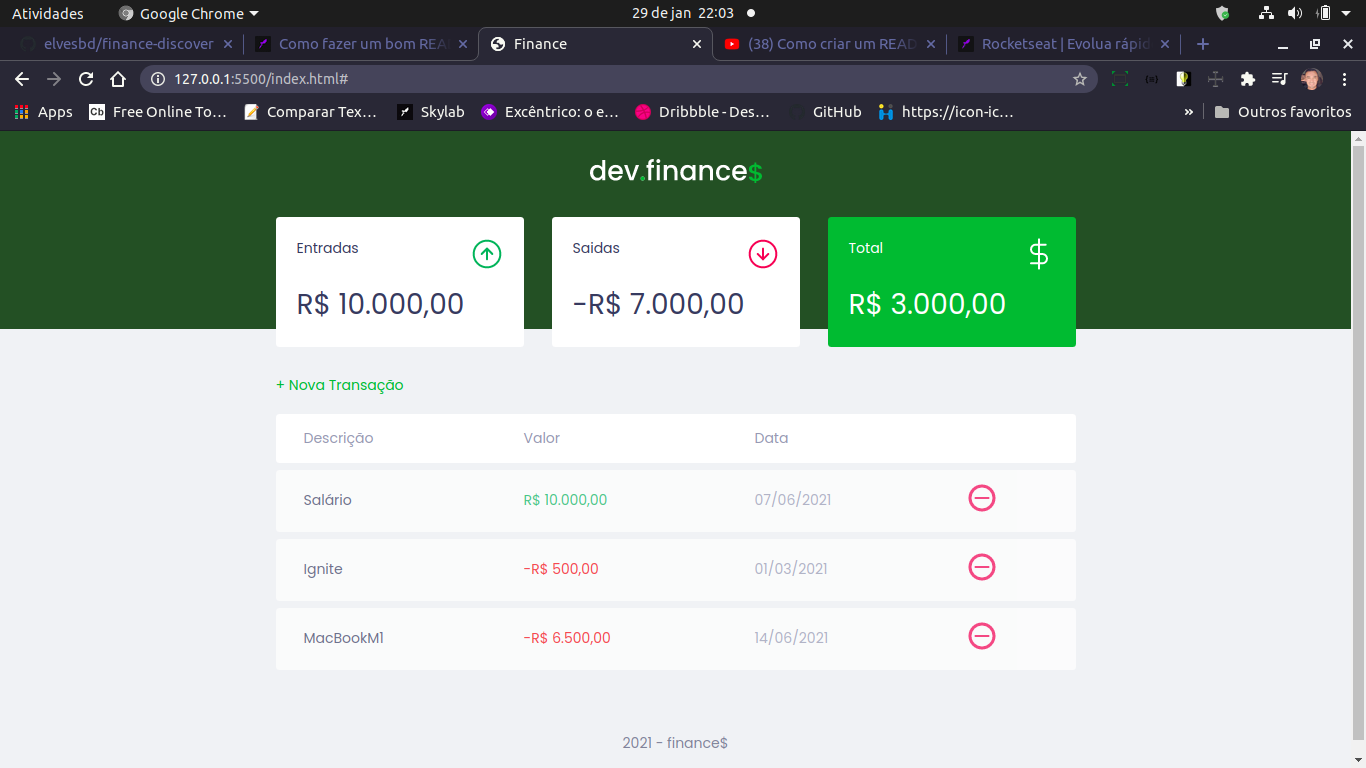 Atividades Google Chrome 29 de jan 22:03
elvesbd/finance-discover Como fazer um bom REA Finance (38) Como criar um READ Rocketseat | Evolua rápid
127.0.0.1:5500/index.html#
Apps Cb Free Online To... Comparar Tex... Skylab Excêntrico: o e... Dribbble - Des... GitHub https://icon-ic... » Outros favoritos
dev.finance$
Entradas Saidas Total $
R$ 10.000,00 -R$ 7.000,00 R$ 3.000,00
+ Nova Transação
Descrição Valor Data
Salário R$ 10.000,00 07/06/2021
Ignite -R$ 500,00 01/03/2021
MacBookM1 -R$ 6.500,00 14/06/2021
2021 - finance$